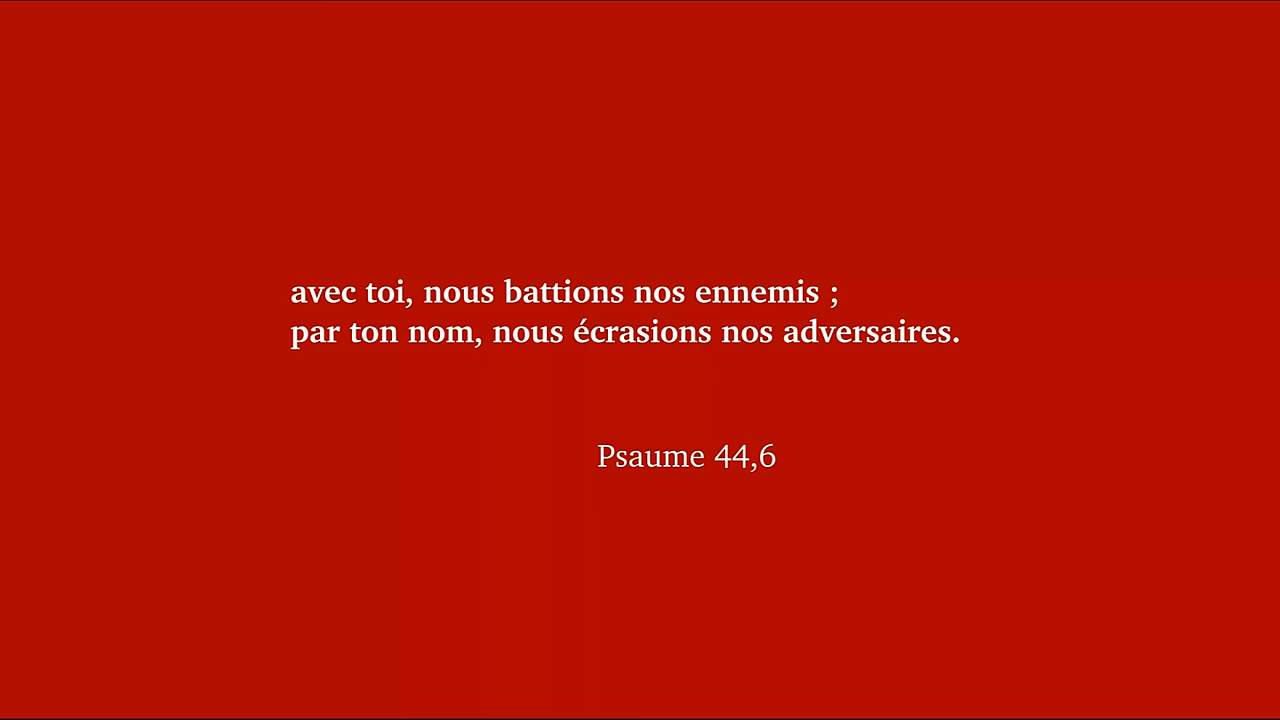 avec toi, nous battions nos ennemis ;
par ton nom, nous écrasions nos adversaires.
Psaume 44,6